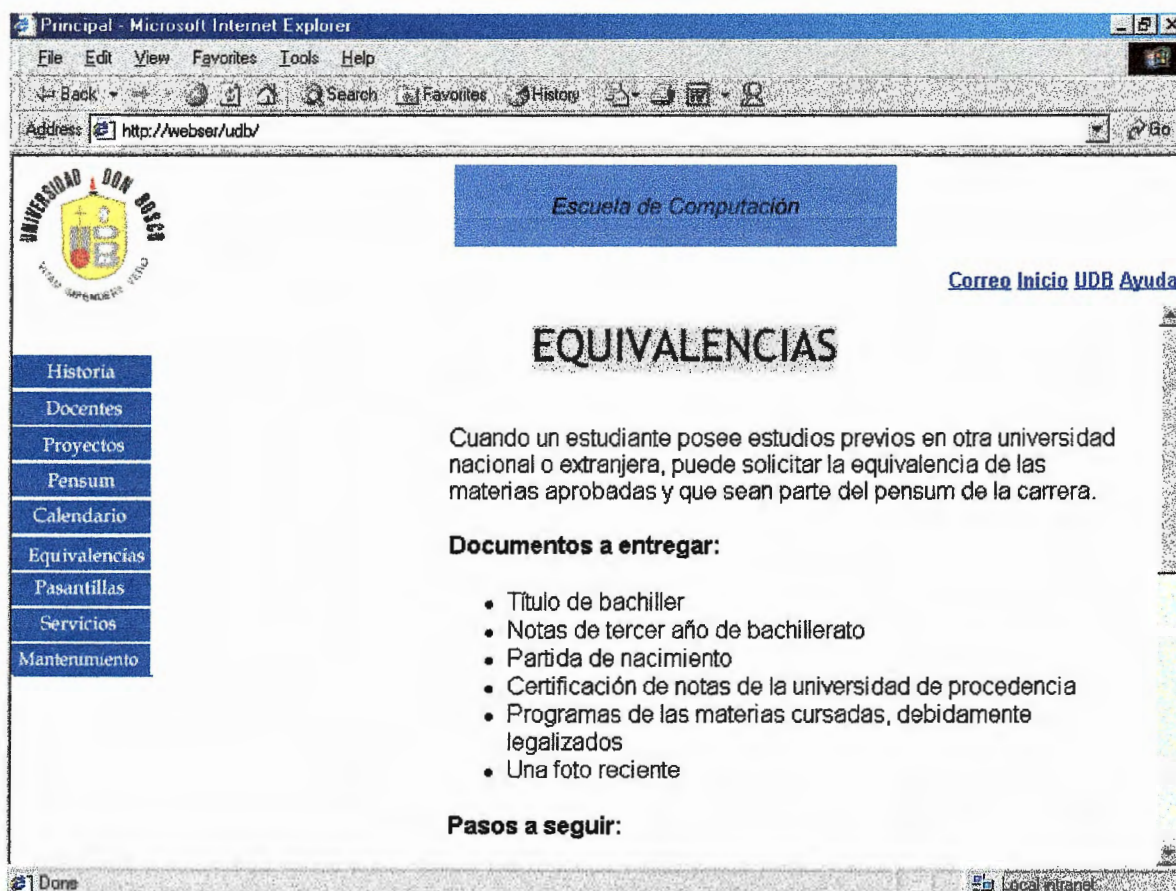 Principal - Microsoft Internet Explorer
File Edit View Favorites Tools Help
Back Search Favorites History
Address http://webser/udb/ Go
UNIVERSIDAD DON BOSCO
Escuela de Computación
Correo Inicio UDB Ayuda
EQUIVALENCIAS
Historia
Docentes
Proyectos
Pensum
Calendario
Equivalencias
Pasantillas
Servicios
Mantenimiento
Cuando un estudiante posee estudios previos en otra universidad
nacional o extranjera, puede solicitar la equivalencia de las
materias aprobadas y que sean parte del pensum de la carrera.
Documentos a entregar:
• Título de bachiller
• Notas de tercer año de bachillerato
• Partida de nacimiento
• Certificación de notas de la universidad de procedencia
• Programas de las materias cursadas, debidamente
legalizados
• Una foto reciente
Pasos a seguir:
Done Local intranet